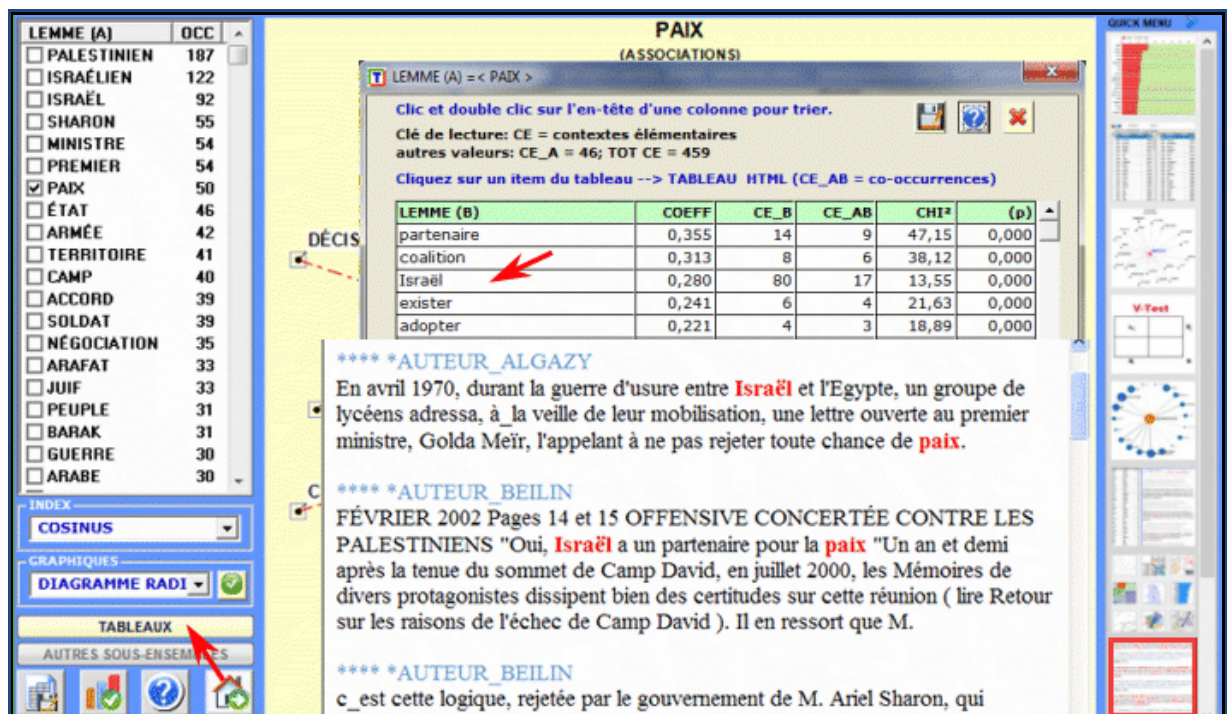 LEMME (A) OCC
PALESTINIEN 187
ISRAÉLIEN 122
ISRAËL 92
SHARON 55
MINISTRE 54
PREMIER 54
PAIX 50
ÉTAT 46
ARMÉE 42
TERRITOIRE 41
CAMP 40
ACCORD 39
SOLDAT 39
NÉGOCIATION 35
ARAFAT 33
JUIF 33
PEUPLE 31
BARAK 31
GUERRE 30
ARABE 30
INDEX
COSINUS
GRAPHIQUES
DIAGRAMME RADI
TABLEAUX
AUTRES SOUS-ENSEMBLES
PAIX
(ASSOCIATIONS)
DÉCIS
C
LEMME (A) = < PAIX >
Clic et double clic sur l'en-tête d'une colonne pour trier.
Clé de lecture: CE = contextes élémentaires
autres valeurs: CE_A = 46; TOT CE = 459
Cliquez sur un item du tableau --> TABLEAU HTML (CE_AB = co-occurrences)
LEMME (B) COEFF CE_B CE_AB CHI² (p)
partenaire 0,355 14 9 47,15 0,000
coalition 0,313 8 6 38,12 0,000
Israël 0,280 80 17 13,55 0,000
exister 0,241 6 4 21,63 0,000
adopter 0,221 4 3 18,89 0,000
**** *AUTEUR_ALGAZY
En avril 1970, durant la guerre d'usure entre Israël et l'Egypte, un groupe de
lycéens adressa, à_la veille de leur mobilisation, une lettre ouverte au premier
ministre, Golda Meïr, l'appelant à ne pas rejeter toute chance de paix.
**** *AUTEUR_BEILIN
FÉVRIER 2002 Pages 14 et 15 OFFENSIVE CONCERTÉE CONTRE LES
PALESTINIENS "Oui, Israël a un partenaire pour la paix "Un an et demi
après la tenue du sommet de Camp David, en juillet 2000, les Mémoires de
divers protagonistes dissipent bien des certitudes sur cette réunion ( lire Retour
sur les raisons de l'échec de Camp David ). Il en ressort que M.
**** *AUTEUR_BEILIN
c_est cette logique, rejetée par le gouvernement de M. Ariel Sharon, qui
QUICK MENU
V-Test